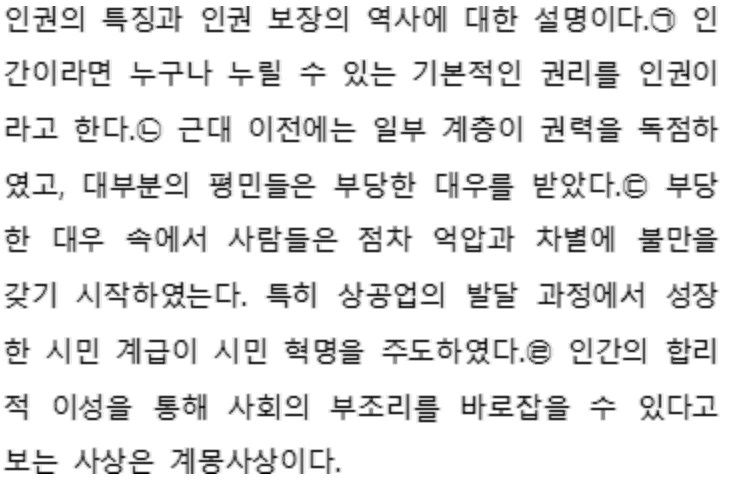 인권의 특징과 인권 보장의 역사에 대한 설명이다.㉠ 인
간이라면 누구나 누릴 수 있는 기본적인 권리를 인권이
라고 한다.㉡ 근대 이전에는 일부 계층이 권력을 독점하
였고, 대부분의 평민들은 부당한 대우를 받았다.㉢ 부당
한 대우 속에서 사람들은 점차 억압과 차별에 불만을
갖기 시작하였는다. 특히 상공업의 발달 과정에서 성장
한 시민 계급이 시민 혁명을 주도하였다.㉣ 인간의 합리
적 이성을 통해 사회의 부조리를 바로잡을 수 있다고
보는 사상은 계몽사상이다.